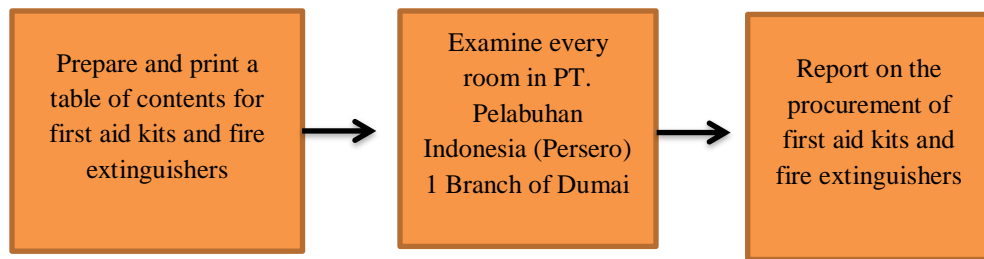 Prepare and print a
table of contents for
first aid kits and fire
extinguishers
Examine every
room in PT.
Pelabuhan
Indonesia (Persero)
1 Branch of Dumai
Report on the
procurement of
first aid kits and
fire extinguishers